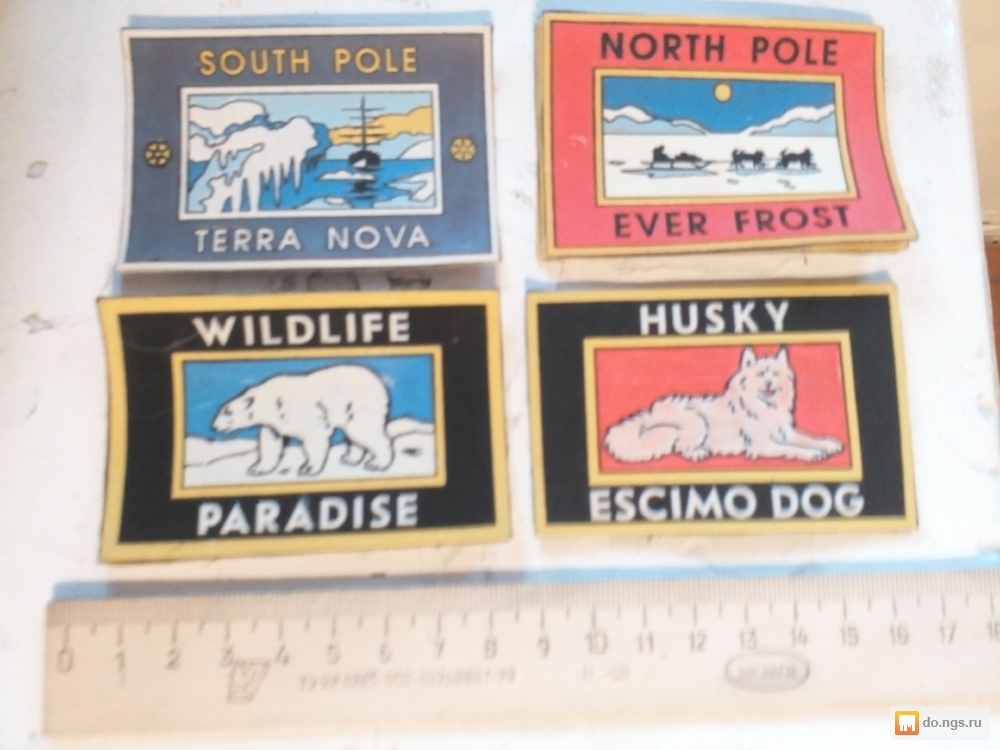 SOUTH POLE
TERRA NOVA
NORTH POLE
EVER FROST
WILDLIFE
PARADISE
HUSKY
ESCIMO DOG
0 1 2 3 4 5 6 7 8 9 10 11 12 13 14 15 16 17 18
do.ngs.ru